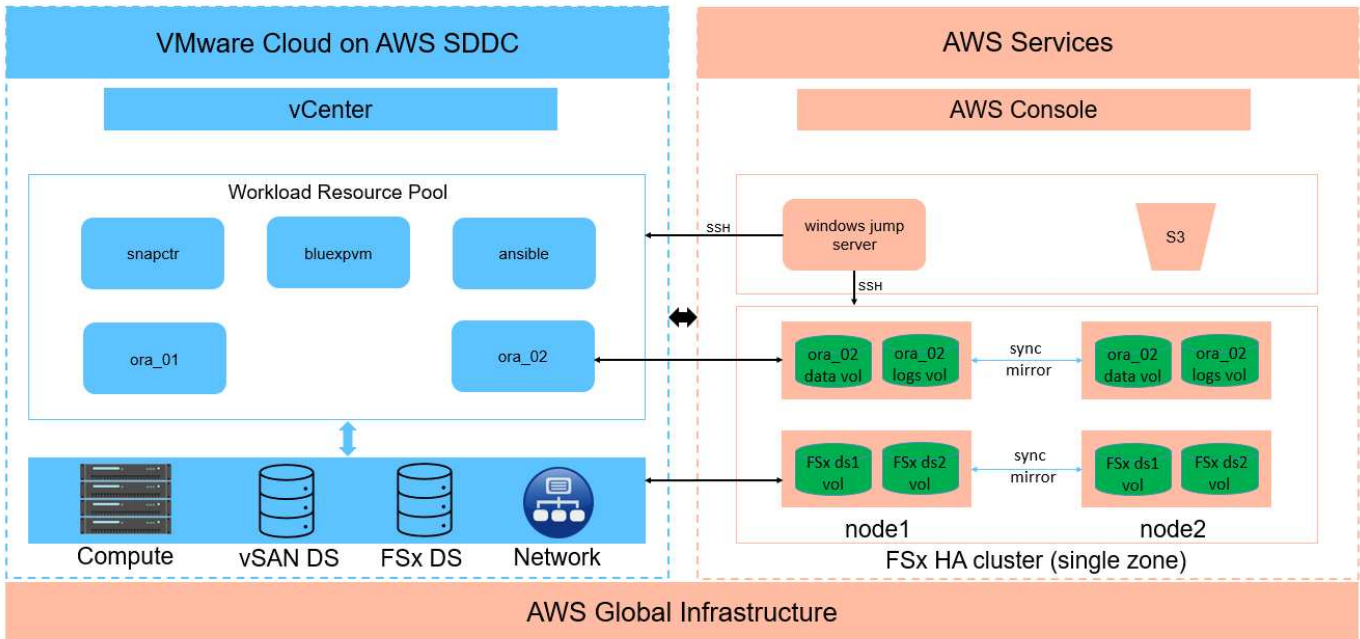 VMware Cloud on AWS SDDC
vCenter
Workload Resource Pool
snapctr
bluexpvm
ansible
ora_01
ora_02
Compute
vSAN DS
FSx DS
Network
AWS Services
AWS Console
SSH
windows jump
server
S3
SSH
ora_02
data vol
ora_02
logs vol
sync
mirror
ora_02
data vol
ora_02
logs vol
FSx ds1
vol
FSx ds2
vol
sync
mirror
FSx ds1
vol
FSx ds2
vol
node1
node2
FSx HA cluster (single zone)
AWS Global Infrastructure